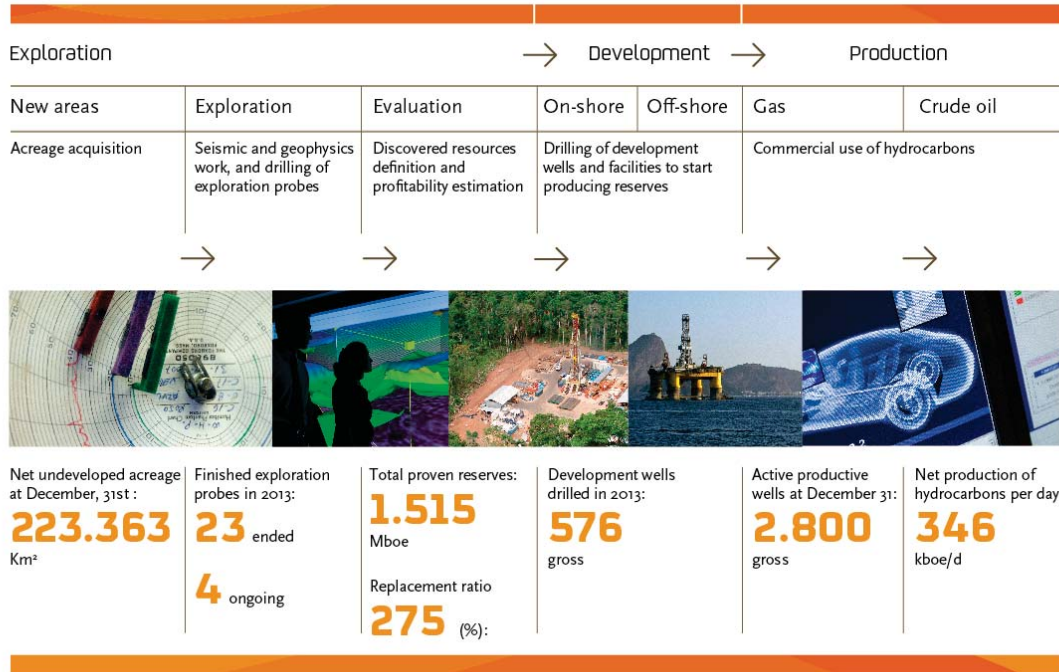 Exploration
Development
Production
New areas
Exploration
Evaluation
On-shore
Off-shore
Gas
Crude oil
Acreage acquisition
Seismic and geophysics
work, and drilling of
exploration probes
Discovered resources
definition and
profitability estimation
Drilling of development
wells and facilities to start
producing reserves
Commercial use of hydrocarbons
Net undeveloped acreage
at December, 31st :
223.363
Km²
Finished exploration
probes in 2013:
23 ended
4 ongoing
Total proven reserves:
1.515
Mboe
Replacement ratio
275 (%):
Development wells
drilled in 2013:
576
gross
Active productive
wells at December 31:
2.800
gross
Net production of
hydrocarbons per day
346
kboe/d